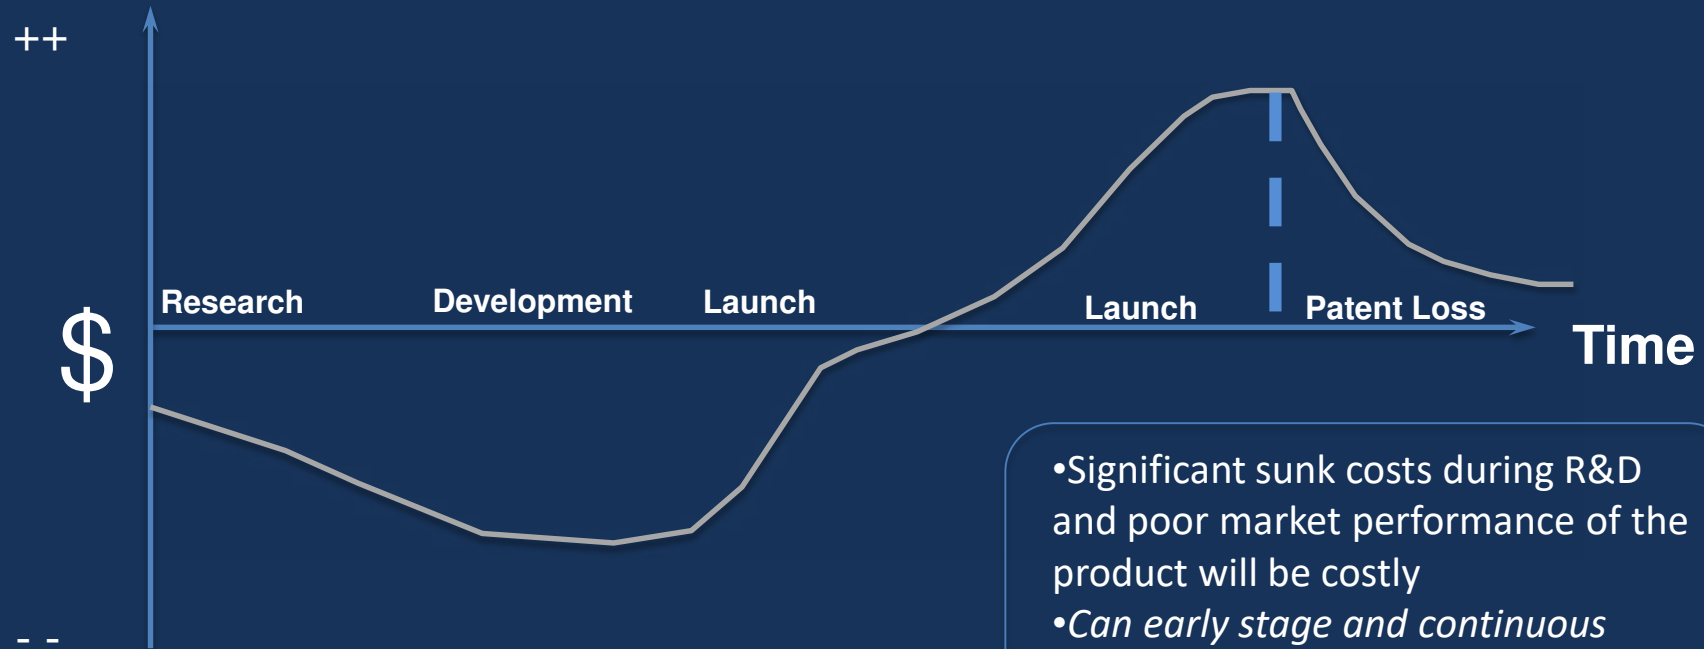 ++
Research
Development
Launch
Launch
Patent Loss
$
Time
•Significant sunk costs during R&D
and poor market performance of the
product will be costly
•Can early stage and continuous
- -